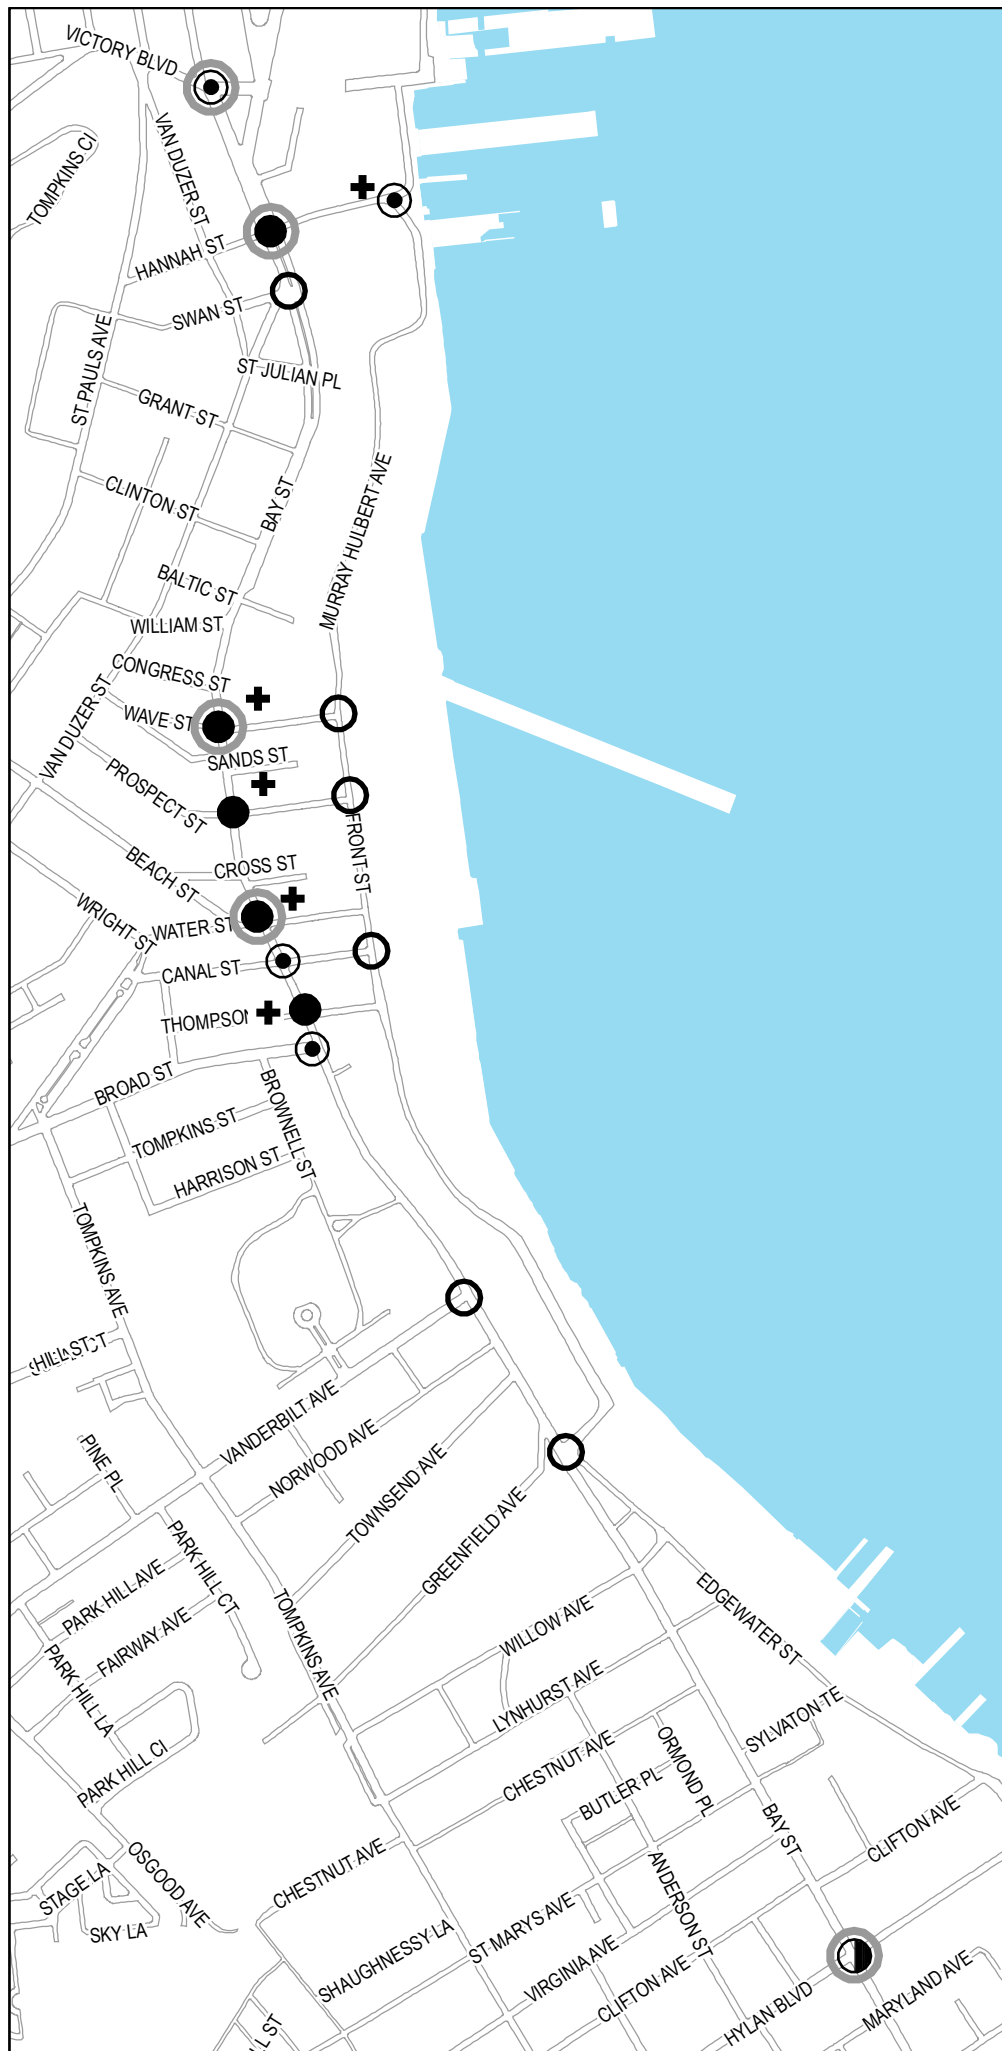 VICTORY BLVD
TOMPKINS CI
VAN DUZER ST
HANNAH ST
SWAN ST
ST PAULS AVE
ST JULIAN PL
GRANT ST
CLINTON ST
BAY ST
MURRAY HULBERT AVE
BALTIC ST
WILLIAM ST
CONGRESS ST
VAN DUZER ST
WAVE ST
SANDS ST
PROSPECT ST
FRONT ST
BEACH ST
CROSS ST
WRIGHT ST
WATER ST
CANAL ST
THOMPSON
BROAD ST
BROWNELL ST
TOMPKINS ST
HARRISON ST
TOMPKINS AVE
HILL ST
VANDERBILT AVE
PINE PL
NORWOOD AVE
TOWNSEND AVE
GREENFIELD AVE
PARK HILL CT
PARK HILL AVE
FAIRWAY AVE
TOMPKINS AVE
WILLOW AVE
EDGEWATER ST
PARK HILL LA
LYNHURST AVE
SYLVATON TE
PARK HILL CI
CHESTNUT AVE
ORMOND PL
BUTLER PL
BAY ST
CLIFTON AVE
OSGOOD AVE
STAGE LA
CHESTNUT AVE
ANDERSON ST
SKY LA
SHAUGHNESSY LA
ST MARYS AVE
VIRGINIA AVE
CLIFTON AVE
HYLAN BLVD
MARYLAND AVE
LL ST